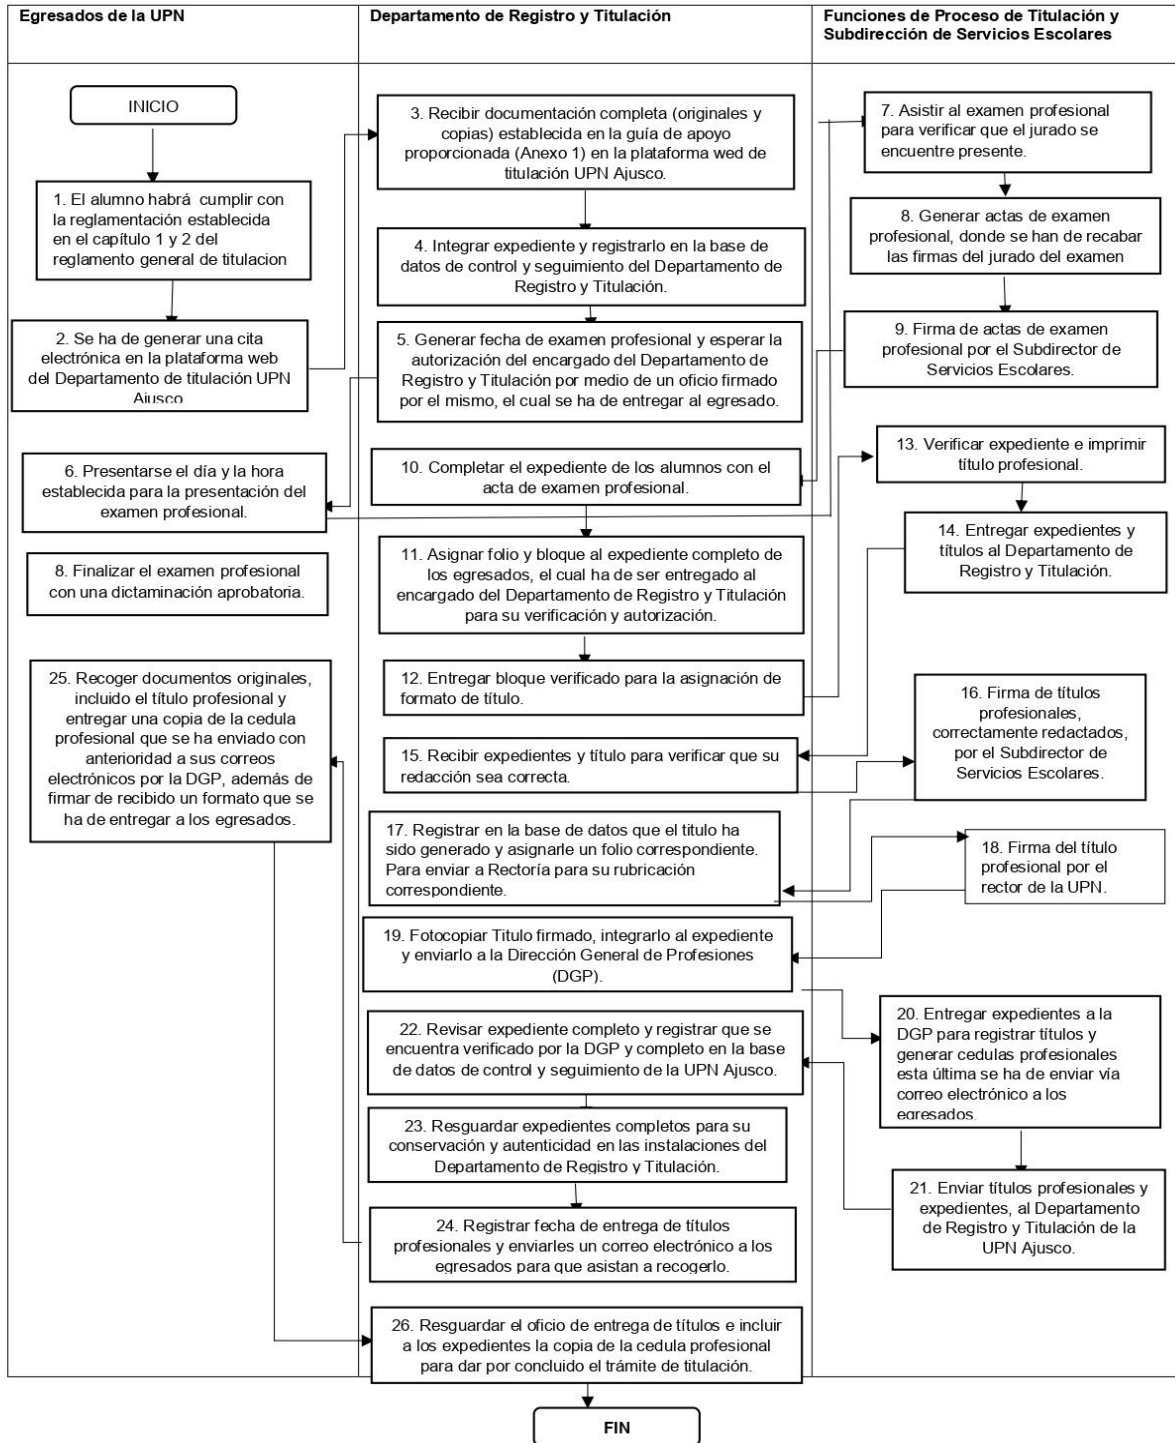 Egresados de la UPN
Departamento de Registro y Titulación
Funciones de Proceso de Titulación y
Subdirección de Servicios Escolares
INICIO
1. El alumno habrá cumplir con
la reglamentación establecida
en el capítulo 1 y 2 del
reglamento general de titulacion
2. Se ha de generar una cita
electrónica en la plataforma web
del Departamento de titulación UPN
Ajusco
3. Recibir documentación completa (originales y
copias) establecida en la guía de apoyo
proporcionada (Anexo 1) en la plataforma wed de
titulación UPN Ajusco.
4. Integrar expediente y registrarlo en la base de
datos de control y seguimiento del Departamento de
Registro y Titulación.
5. Generar fecha de examen profesional y esperar la
autorización del encargado del Departamento de
Registro y Titulación por medio de un oficio firmado
por el mismo, el cual se ha de entregar al egresado.
6. Presentarse el día y la hora
establecida para la presentación del
examen profesional.
7. Asistir al examen profesional
para verificar que el jurado se
encuentre presente.
8. Generar actas de examen
profesional, donde se han de recabar
las firmas del jurado del examen
9. Firma de actas de examen
profesional por el Subdirector de
Servicios Escolares.
8. Finalizar el examen profesional
con una dictaminación aprobatoria.
10. Completar el expediente de los alumnos con el
acta de examen profesional.
11. Asignar folio y bloque al expediente completo de
los egresados, el cual ha de ser entregado al
encargado del Departamento de Registro y Titulación
para su verificación y autorización.
12. Entregar bloque verificado para la asignación de
formato de título.
13. Verificar expediente e imprimir
título profesional.
14. Entregar expedientes y
títulos al Departamento de
Registro y Titulación.
15. Recibir expedientes y título para verificar que su
redacción sea correcta.
16. Firma de títulos
profesionales,
correctamente redactados,
por el Subdirector de
Servicios Escolares.
17. Registrar en la base de datos que el titulo ha
sido generado y asignarle un folio correspondiente.
Para enviar a Rectoría para su rubricación
correspondiente.
18. Firma del título
profesional por el
rector de la UPN.
19. Fotocopiar Titulo firmado, integrarlo al expediente
y enviarlo a la Dirección General de Profesiones
(DGP).
20. Entregar expedientes a la
DGP para registrar títulos y
generar cedulas profesionales
esta última se ha de enviar vía
correo electrónico a los
egresados.
21. Enviar títulos profesionales y
expedientes, al Departamento
de Registro y Titulación de la
UPN Ajusco.
22. Revisar expediente completo y registrar que se
encuentra verificado por la DGP y completo en la base
de datos de control y seguimiento de la UPN Ajusco.
23. Resguardar expedientes completos para su
conservación y autenticidad en las instalaciones del
Departamento de Registro y Titulación.
24. Registrar fecha de entrega de títulos
profesionales y enviarles un correo electrónico a los
egresados para que asistan a recogerlo.
25. Recoger documentos originales,
incluido el título profesional y
entregar una copia de la cedula
profesional que se ha enviado con
anterioridad a sus correos
electrónicos por la DGP, además de
firmar de recibido un formato que se
ha de entregar a los egresados.
26. Resguardar el oficio de entrega de títulos e incluir
a los expedientes la copia de la cedula profesional
para dar por concluido el trámite de titulación.
FIN